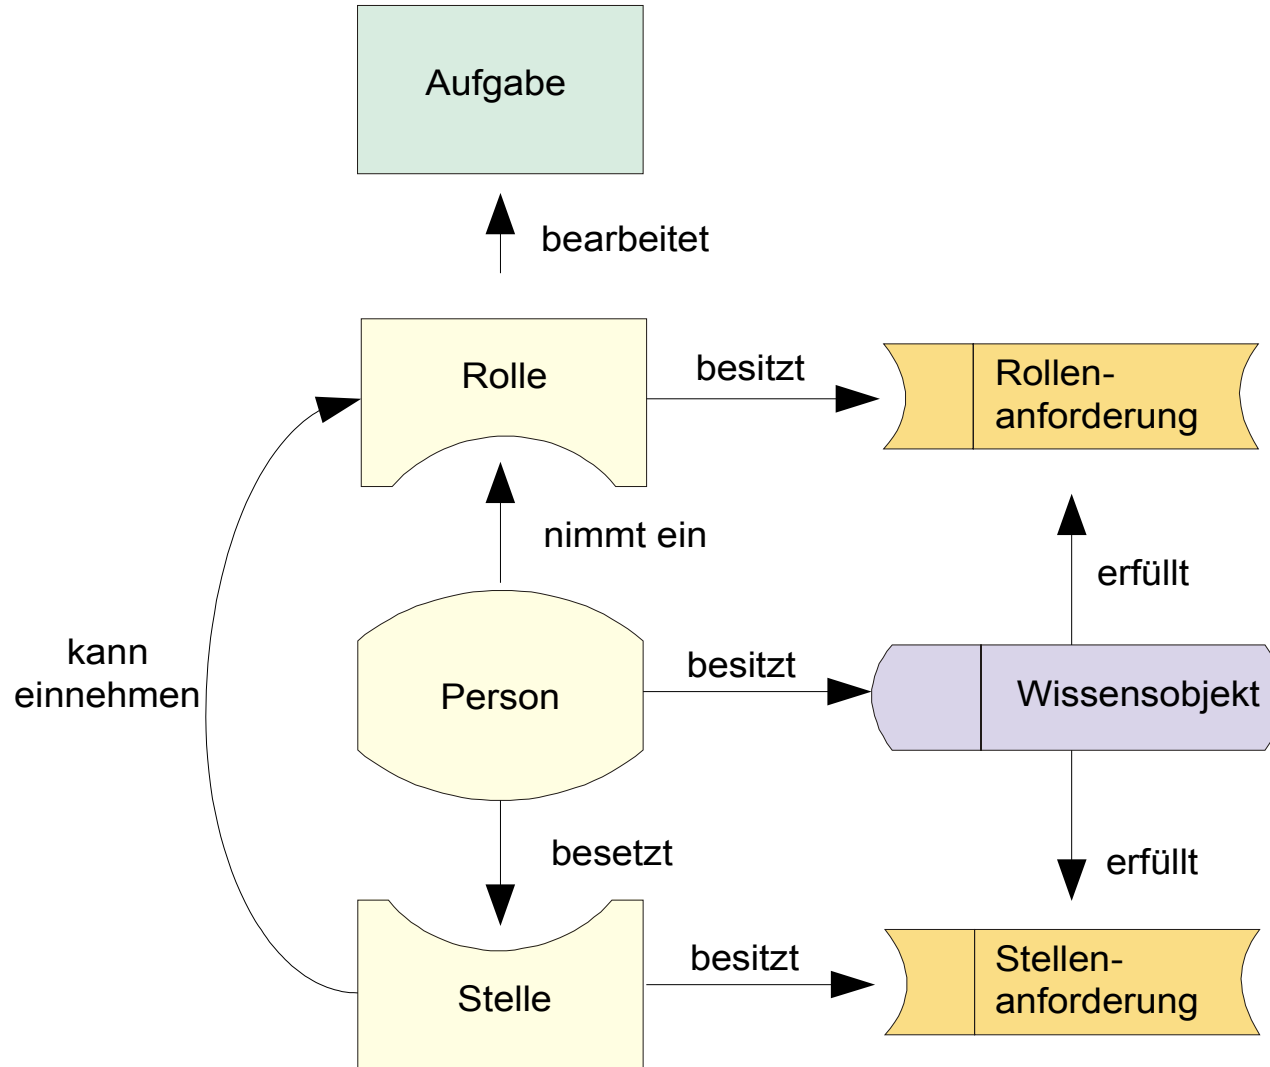 Aufgabe
bearbeitet
Rolle
besitzt
Rollen-
anforderung
nimmt ein
erfüllt
kann
einnehmen
Person
besitzt
Wissensobjekt
besetzt
erfüllt
Stelle
besitzt
Stellen-
anforderung